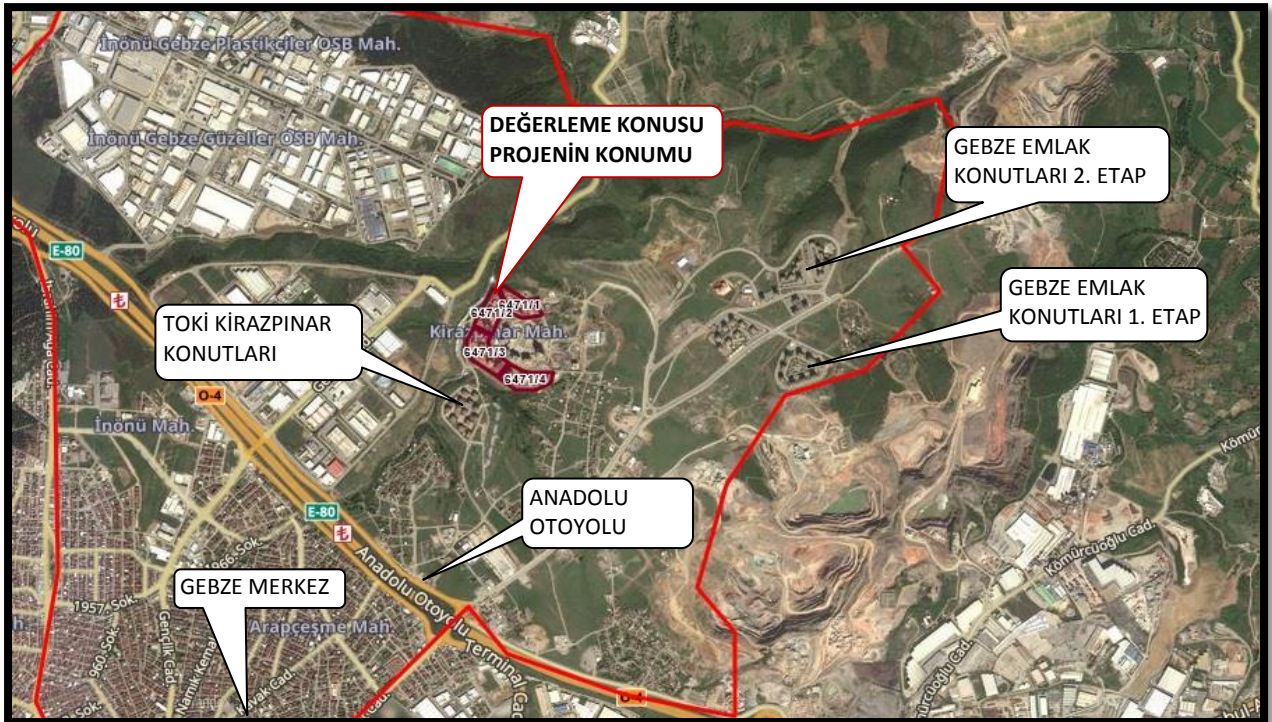 İnönü Gebze Plastikçiler OSB Mah.
İnönü Gebze Güzeller OSB Mah.
DEĞERLEME KONUSU
PROJENİN KONUMU
GEBZE EMLAK
KONUTLARI 2. ETAP
E-80
GEBZE EMLAK
KONUTLARI 1. ETAP
6471/1
6471/2
Kirazpınar Mah.
6471/3
6471/4
TOKİ KİRAZPINAR
KONUTLARI
O-4
İnönü Mah.
ANADOLU
OTOYOLU
E-80
1966. Sok.
Anadolu Otoyolu
Kömürcüoğlu Cad.
GEBZE MERKEZ
1957. Sok.
960. Sok.
Gençlik Cad.
Namık Kemal
Kavak Cad.
Arapçeşme Mah.
Terminal Cad.
O-4